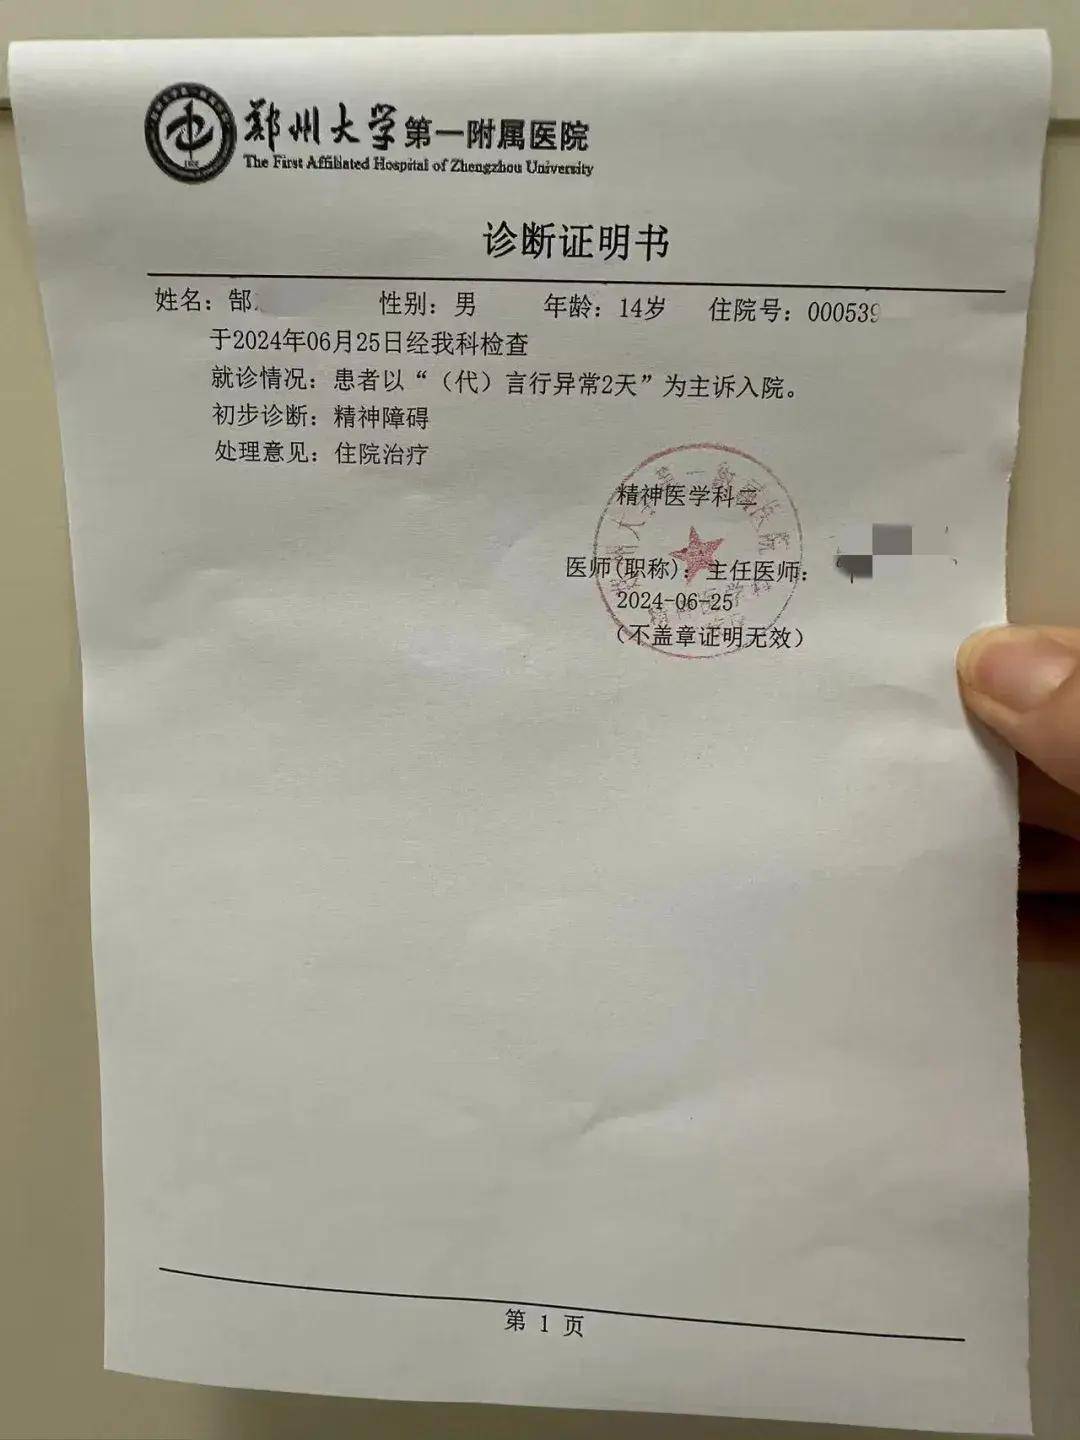 郑州大学第一附属医院
The First Affiliated Hospital of Zhengzhou University
诊断证明书
姓名：郜 性别：男 年龄：14岁 住院号：000539
于2024年06月25日经我科检查
就诊情况：患者以“（代）言行异常2天”为主诉入院。
初步诊断：精神障碍
处理意见：住院治疗
精神医学科二
医师(职称)：主任医师：
2024-06-25
（不盖章证明无效）
第 1 页